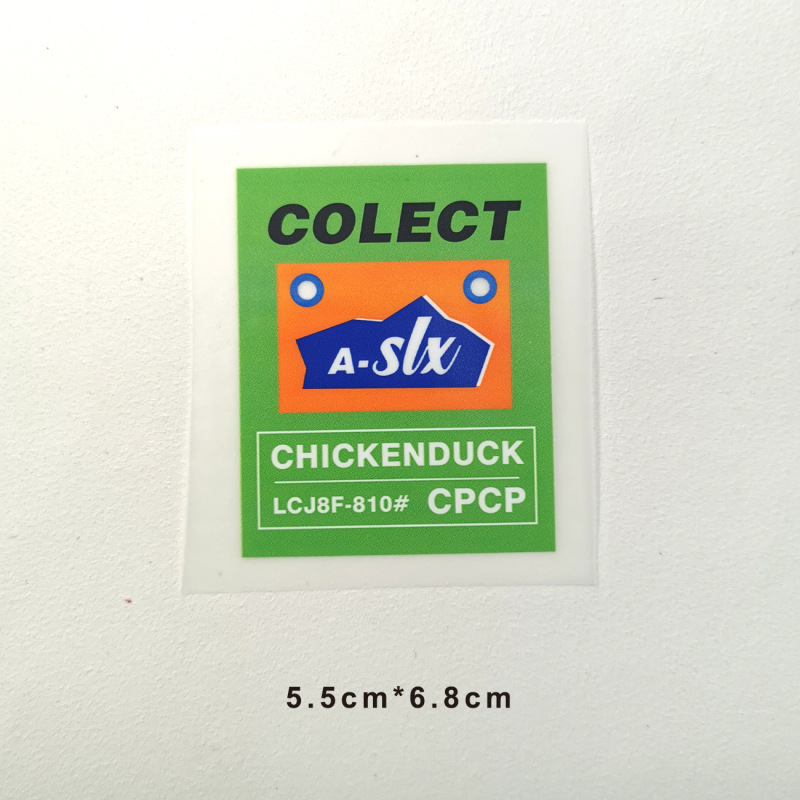 COLECT
A-slx
CHICKENDUCK
LCJ8F-810# CPCP
5.5cm*6.8cm